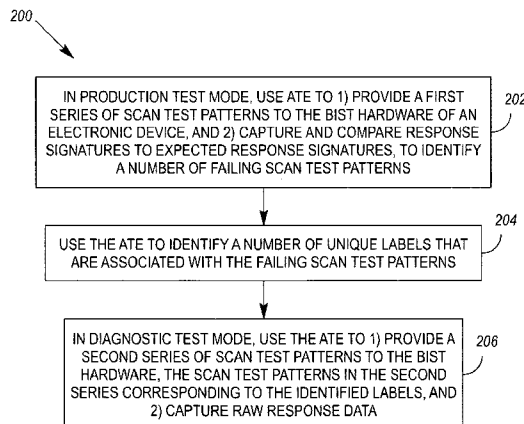 200
IN PRODUCTION TEST MODE, USE ATE TO 1) PROVIDE A FIRST
SERIES OF SCAN TEST PATTERNS TO THE BIST HARDWARE OF AN
ELECTRONIC DEVICE, AND 2) CAPTURE AND COMPARE RESPONSE
SIGNATURES TO EXPECTED RESPONSE SIGNATURES, TO IDENTIFY
A NUMBER OF FAILING SCAN TEST PATTERNS
202
USE THE ATE TO IDENTIFY A NUMBER OF UNIQUE LABELS THAT
ARE ASSOCIATED WITH THE FAILING SCAN TEST PATTERNS
204
IN DIAGNOSTIC TEST MODE, USE THE ATE TO 1) PROVIDE A
SECOND SERIES OF SCAN TEST PATTERNS TO THE BIST
HARDWARE, THE SCAN TEST PATTERNS IN THE SECOND
SERIES CORRESPONDING TO THE IDENTIFIED LABELS, AND
2) CAPTURE RAW RESPONSE DATA
206